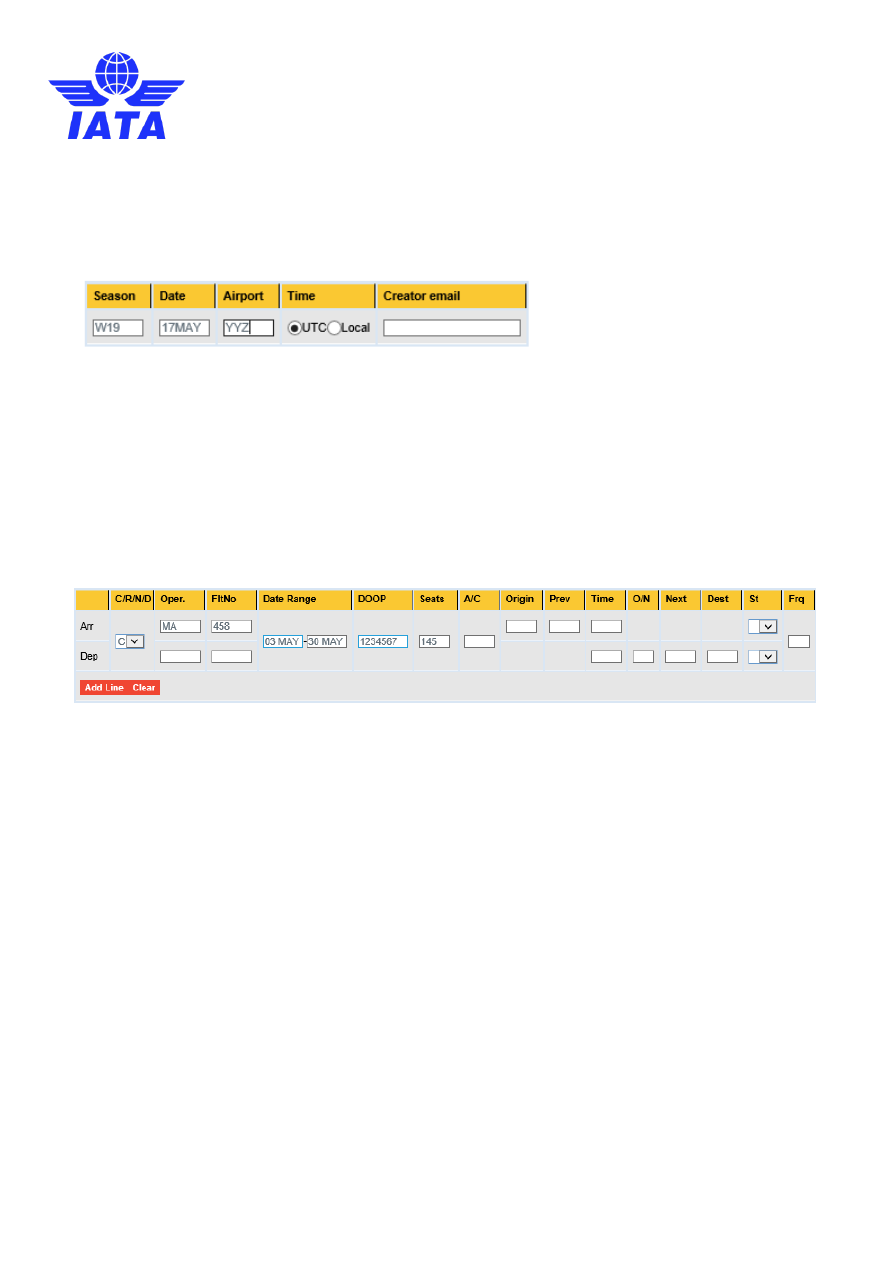 IATA
Season Date Airport Time Creator email
W19 17MAY YYZ UTC Local
C/R/N/D Oper. FltNo Date Range DOOP Seats A/C Origin Prev Time O/N Next Dest St Frq
Arr MA 458
C 03 MAY - 30 MAY 1234567 145
Dep
Add Line Clear